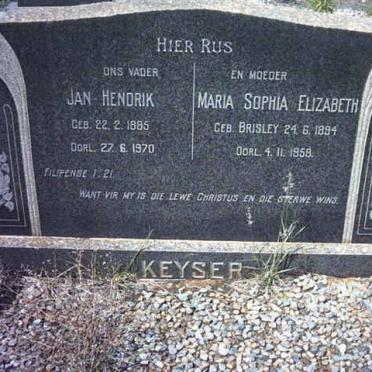 HIER RUS
ONS VADER
JAN HENDRIK
GEB. 22. 2. 1885
OORL. 27. 6. 1970
EN MOEDER
MARIA SOPHIA ELIZABETH
GEB. BRISLEY 24. 6. 1894
OORL. 4. 11. 1958.
FILIPENSE 1. 21.
WANT VIR MY IS DIE LEWE CHRISTUS EN DIE STERWE WINS.
KEYSER